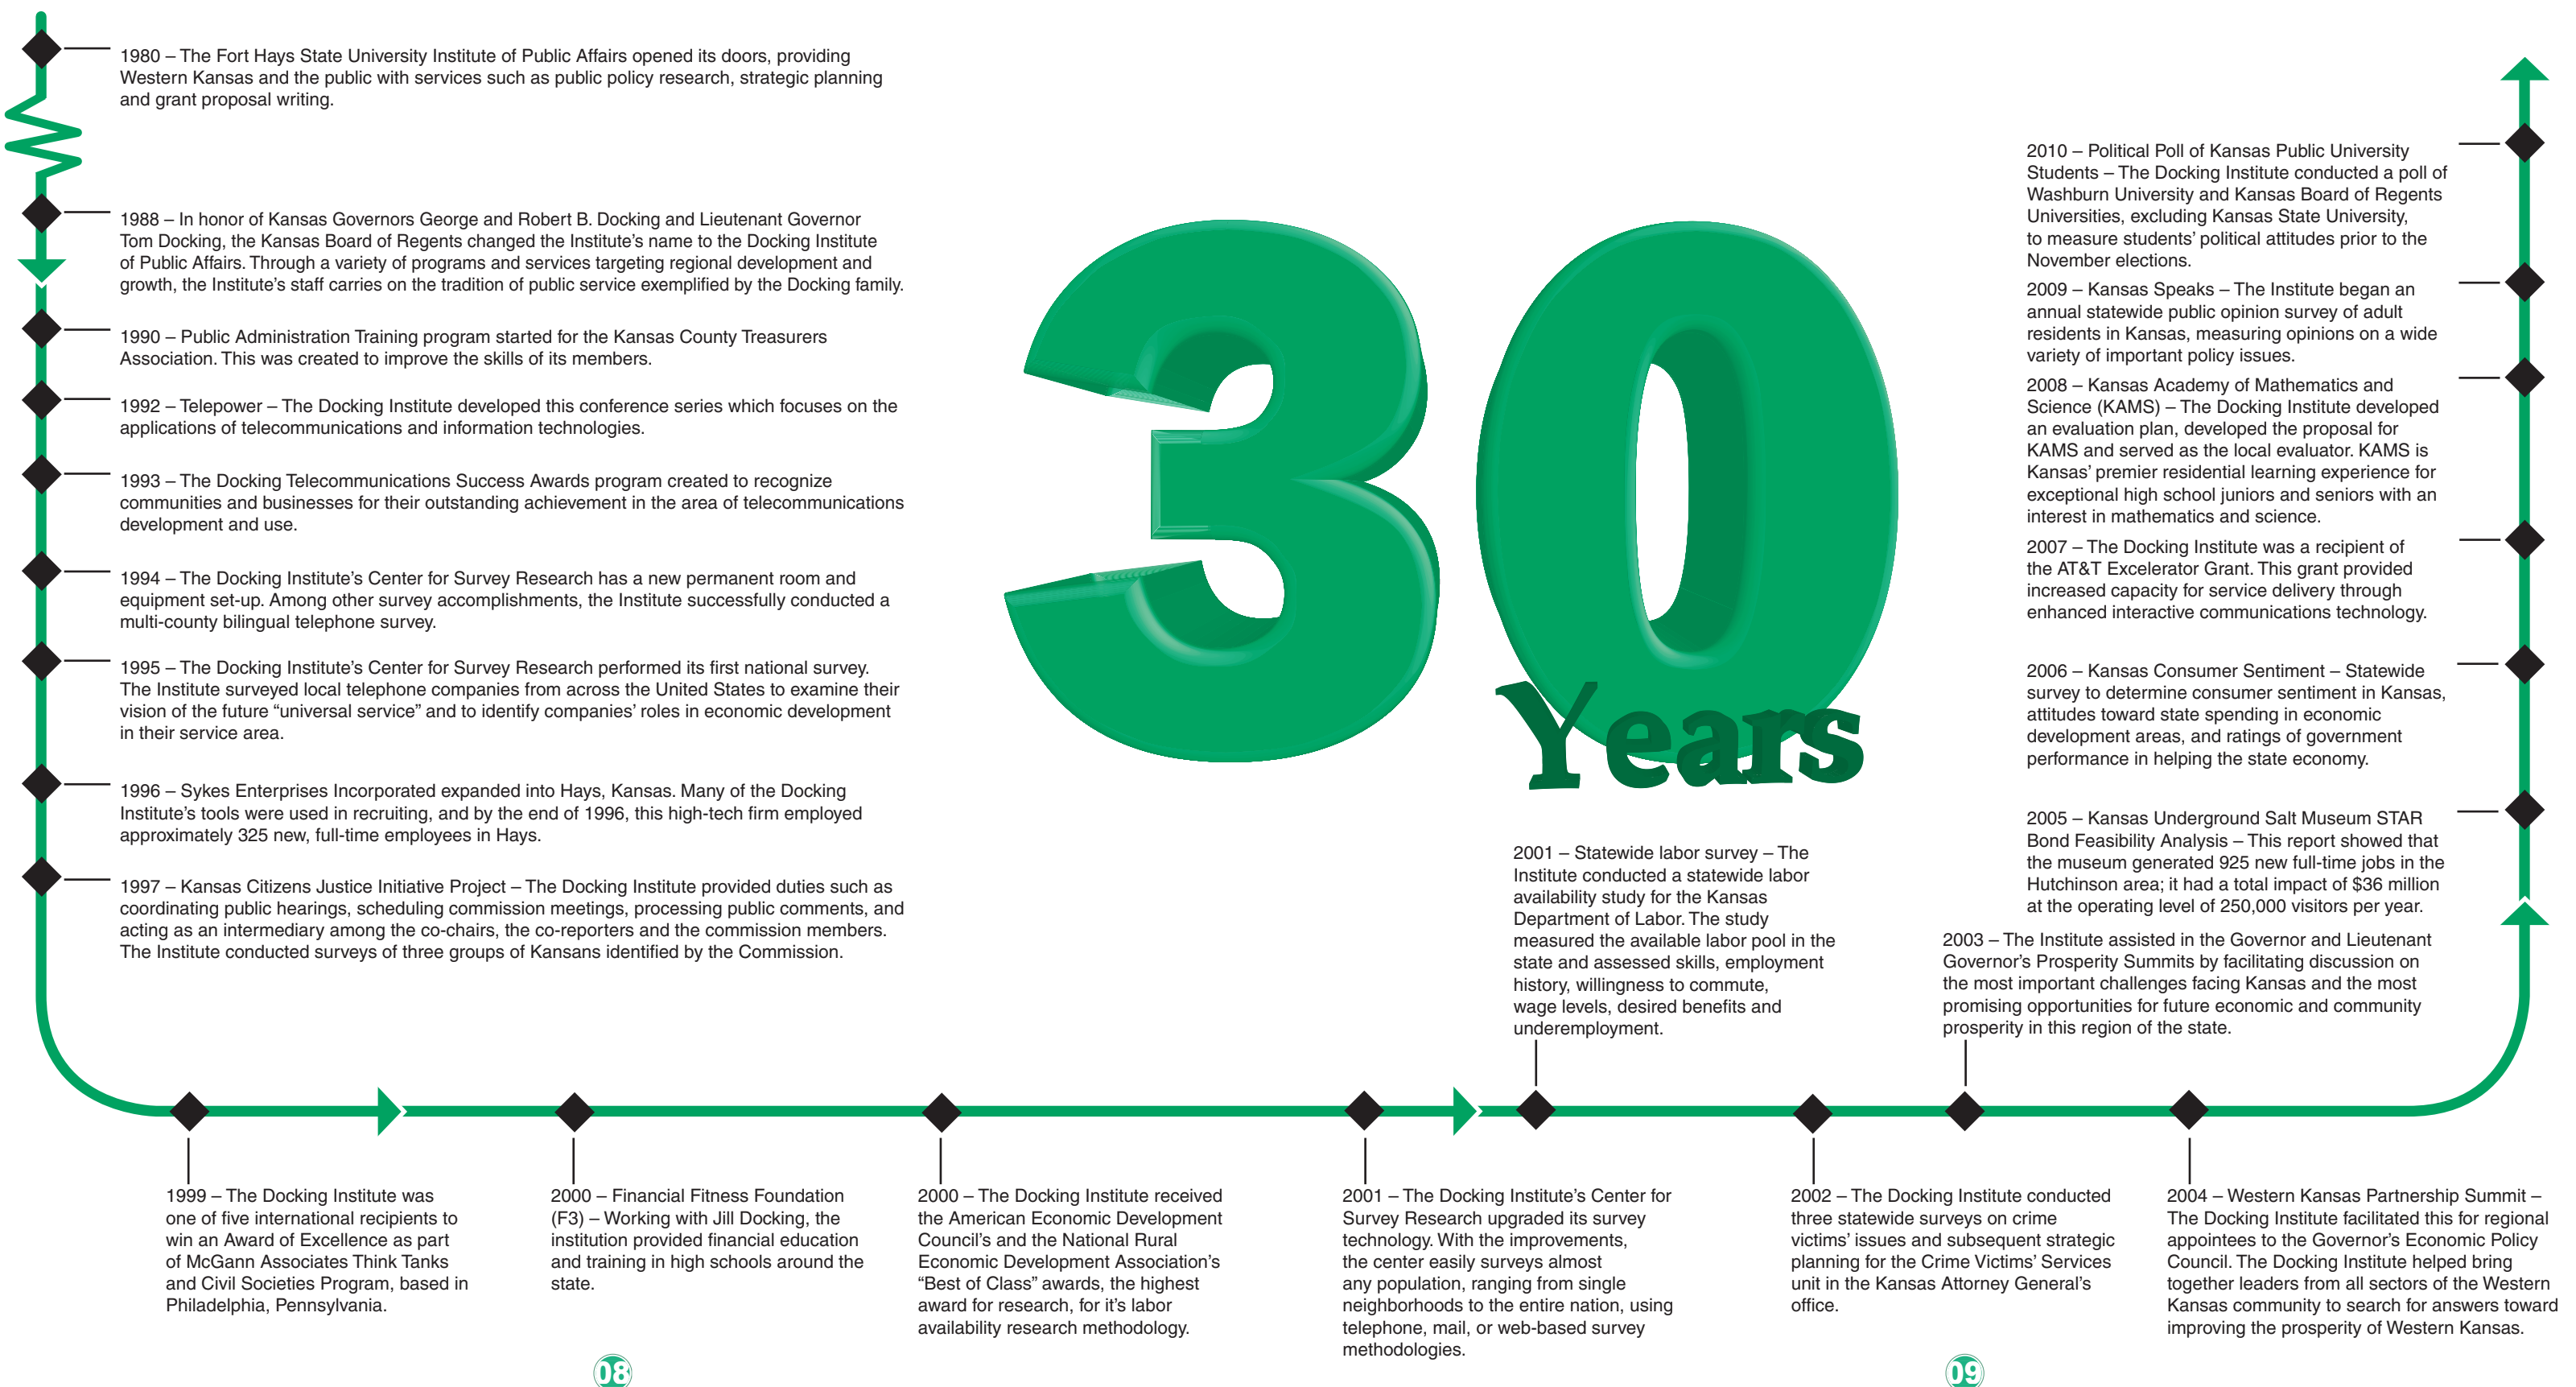 1980 – The Fort Hays State University Institute of Public Affairs opened its doors, providing
Western Kansas and the public with services such as public policy research, strategic planning
and grant proposal writing.
1988 – In honor of Kansas Governors George and Robert B. Docking and Lieutenant Governor
Tom Docking, the Kansas Board of Regents changed the Institute’s name to the Docking Institute
of Public Affairs. Through a variety of programs and services targeting regional development and
growth, the Institute’s staff carries on the tradition of public service exemplified by the Docking family.
1990 – Public Administration Training program started for the Kansas County Treasurers
Association. This was created to improve the skills of its members.
1992 – Telepower – The Docking Institute developed this conference series which focuses on the
applications of telecommunications and information technologies.
1993 – The Docking Telecommunications Success Awards program created to recognize
communities and businesses for their outstanding achievement in the area of telecommunications
development and use.
1994 – The Docking Institute’s Center for Survey Research has a new permanent room and
equipment set-up. Among other survey accomplishments, the Institute successfully conducted a
multi-county bilingual telephone survey.
1995 – The Docking Institute’s Center for Survey Research performed its first national survey.
The Institute surveyed local telephone companies from across the United States to examine their
vision of the future “universal service” and to identify companies’ roles in economic development
in their service area.
1996 – Sykes Enterprises Incorporated expanded into Hays, Kansas. Many of the Docking
Institute’s tools were used in recruiting, and by the end of 1996, this high-tech firm employed
approximately 325 new, full-time employees in Hays.
1997 – Kansas Citizens Justice Initiative Project – The Docking Institute provided duties such as
coordinating public hearings, scheduling commission meetings, processing public comments, and
acting as an intermediary among the co-chairs, the co-reporters and the commission members.
The Institute conducted surveys of three groups of Kansans identified by the Commission.
1999 – The Docking Institute was
one of five international recipients to
win an Award of Excellence as part
of McGann Associates Think Tanks
and Civil Societies Program, based in
Philadelphia, Pennsylvania.
2000 – Financial Fitness Foundation
(F3) – Working with Jill Docking, the
institution provided financial education
and training in high schools around the
state.
2000 – The Docking Institute received
the American Economic Development
Council’s and the National Rural
Economic Development Association’s
“Best of Class” awards, the highest
award for research, for it’s labor
availability research methodology.
2001 – The Docking Institute’s Center for
Survey Research upgraded its survey
technology. With the improvements,
the center easily surveys almost
any population, ranging from single
neighborhoods to the entire nation, using
telephone, mail, or web-based survey
methodologies.
30
Years
2001 – Statewide labor survey – The
Institute conducted a statewide labor
availability study for the Kansas
Department of Labor. The study
measured the available labor pool in the
state and assessed skills, employment
history, willingness to commute,
wage levels, desired benefits and
underemployment.
2002 – The Docking Institute conducted
three statewide surveys on crime
victims’ issues and subsequent strategic
planning for the Crime Victims’ Services
unit in the Kansas Attorney General’s
office.
2003 – The Institute assisted in the Governor and Lieutenant
Governor’s Prosperity Summits by facilitating discussion on
the most important challenges facing Kansas and the most
promising opportunities for future economic and community
prosperity in this region of the state.
2004 – Western Kansas Partnership Summit –
The Docking Institute facilitated this for regional
appointees to the Governor’s Economic Policy
Council. The Docking Institute helped bring
together leaders from all sectors of the Western
Kansas community to search for answers toward
improving the prosperity of Western Kansas.
2005 – Kansas Underground Salt Museum STAR
Bond Feasibility Analysis – This report showed that
the museum generated 925 new full-time jobs in the
Hutchinson area; it had a total impact of $36 million
at the operating level of 250,000 visitors per year.
2006 – Kansas Consumer Sentiment – Statewide
survey to determine consumer sentiment in Kansas,
attitudes toward state spending in economic
development areas, and ratings of government
performance in helping the state economy.
2007 – The Docking Institute was a recipient of
the AT&T Excelerator Grant. This grant provided
increased capacity for service delivery through
enhanced interactive communications technology.
2008 – Kansas Academy of Mathematics and
Science (KAMS) – The Docking Institute developed
an evaluation plan, developed the proposal for
KAMS and served as the local evaluator. KAMS is
Kansas’ premier residential learning experience for
exceptional high school juniors and seniors with an
interest in mathematics and science.
2009 – Kansas Speaks – The Institute began an
annual statewide public opinion survey of adult
residents in Kansas, measuring opinions on a wide
variety of important policy issues.
2010 – Political Poll of Kansas Public University
Students – The Docking Institute conducted a poll of
Washburn University and Kansas Board of Regents
Universities, excluding Kansas State University,
to measure students’ political attitudes prior to the
November elections.
08
09